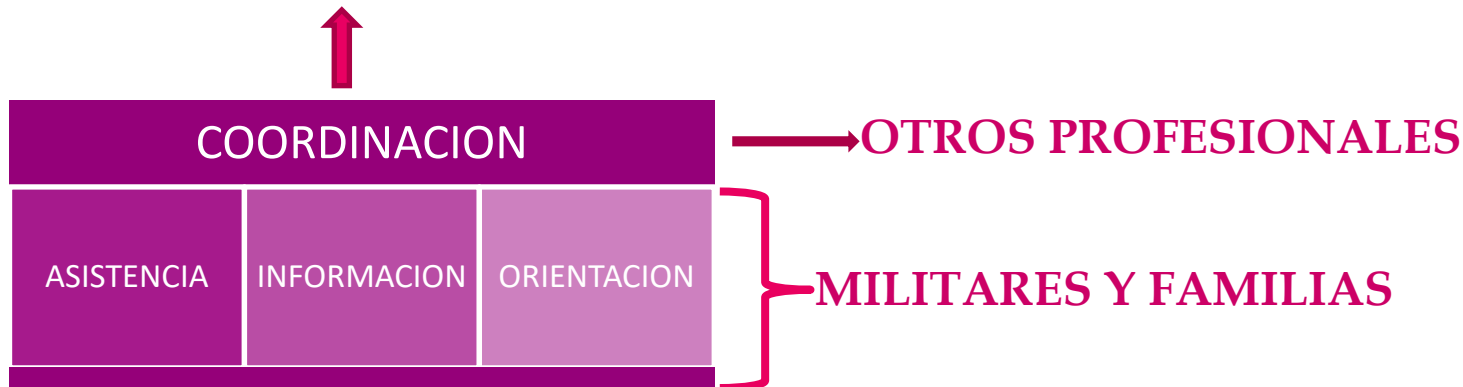 COORDINACION
OTROS PROFESIONALES
ASISTENCIA
INFORMACION
ORIENTACION
MILITARES Y FAMILIAS